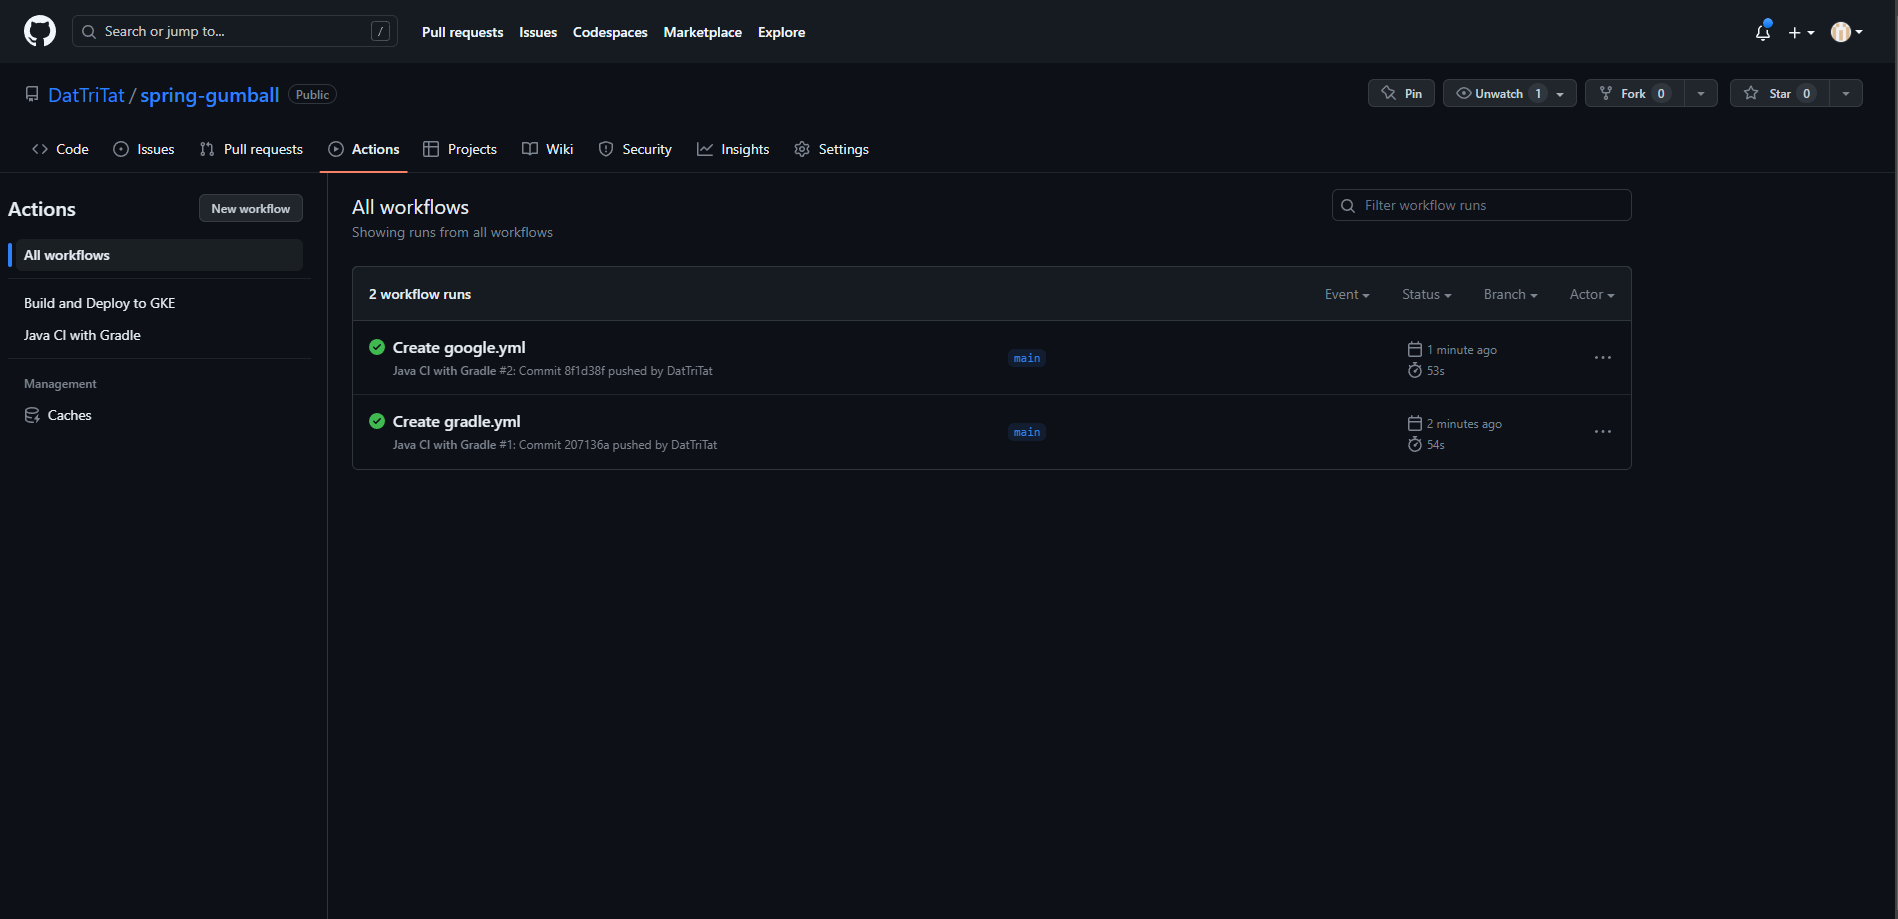 Search or jump to... /
Pull requests Issues Codespaces Marketplace Explore
DatTriTat / spring-gumball Public
Pin Unwatch 1 Fork 0 Star 0
Code Issues Pull requests Actions Projects Wiki Security Insights Settings
Actions New workflow
All workflows
Build and Deploy to GKE
Java CI with Gradle
Management
Caches
All workflows
Showing runs from all workflows
Filter workflow runs
2 workflow runs Event Status Branch Actor
Create google.yml
Java CI with Gradle #2: Commit 8f1d38f pushed by DatTriTat
main
1 minute ago
53s
Create gradle.yml
Java CI with Gradle #1: Commit 207136a pushed by DatTriTat
main
2 minutes ago
54s